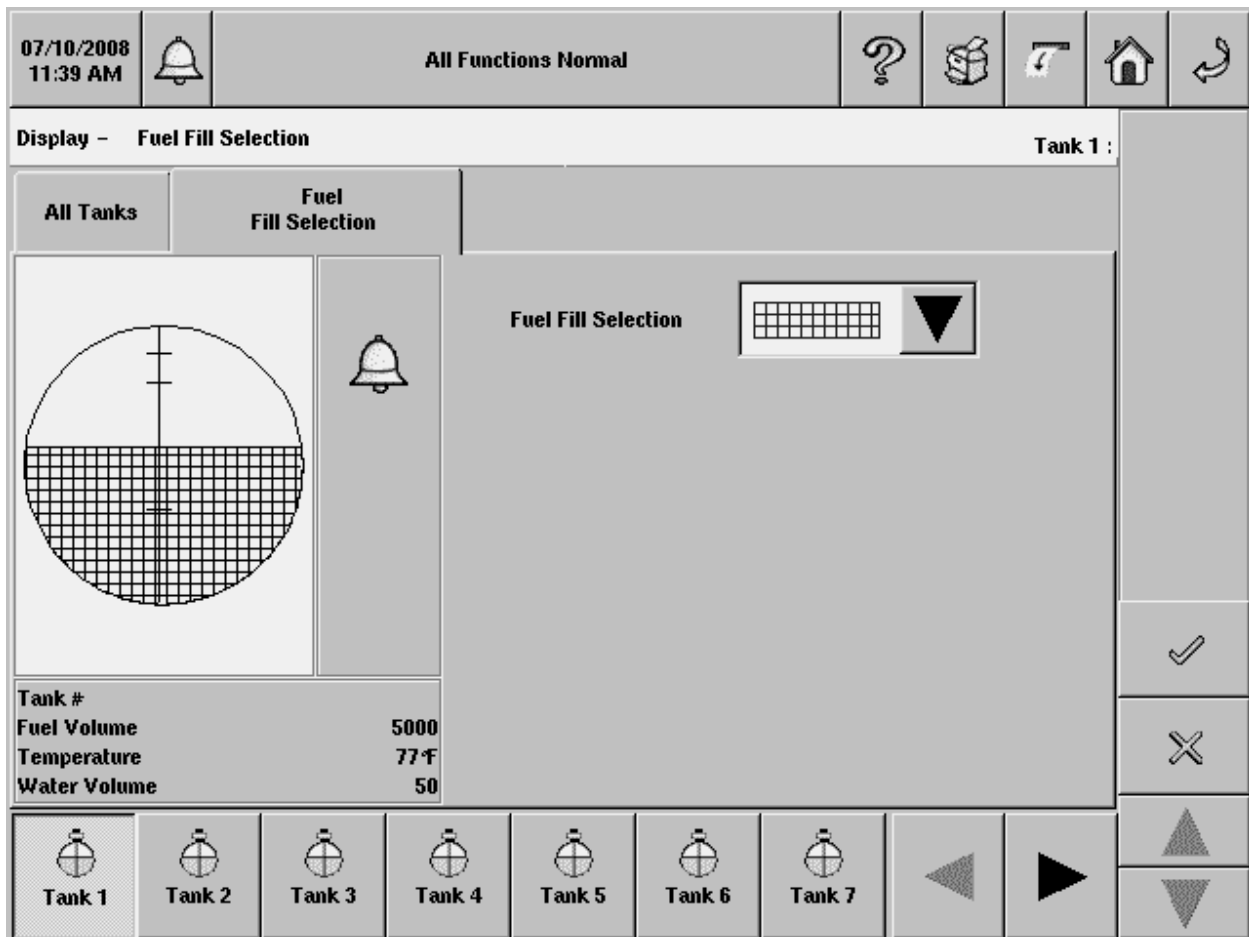 07/10/2008
11:39 AM
All Functions Normal
Display – Fuel Fill Selection
Tank 1 :
All Tanks
Fuel
Fill Selection
Fuel Fill Selection
Tank #
Fuel Volume 5000
Temperature 77°F
Water Volume 50
Tank 1
Tank 2
Tank 3
Tank 4
Tank 5
Tank 6
Tank 7